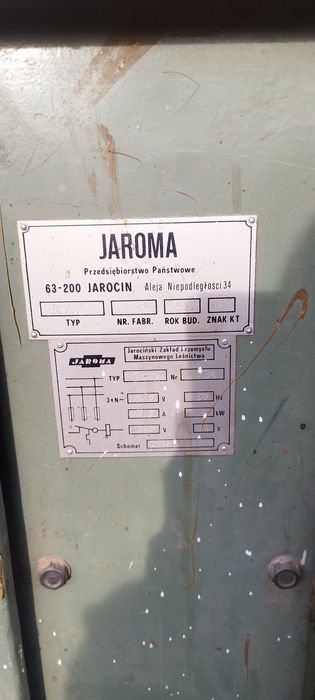 JAROMA
Przedsiębiorstwo Państwowe
63-200 JAROCIN Aleja Niepodległości 34
TYP NR. FABR. ROK BUD. ZNAK KT
JAROMA
Jarociński Zakład Przemysłu
Maszynowego Leśnictwa
TYP Nr
3+N~ V Hz
A kW
V V
Schemat